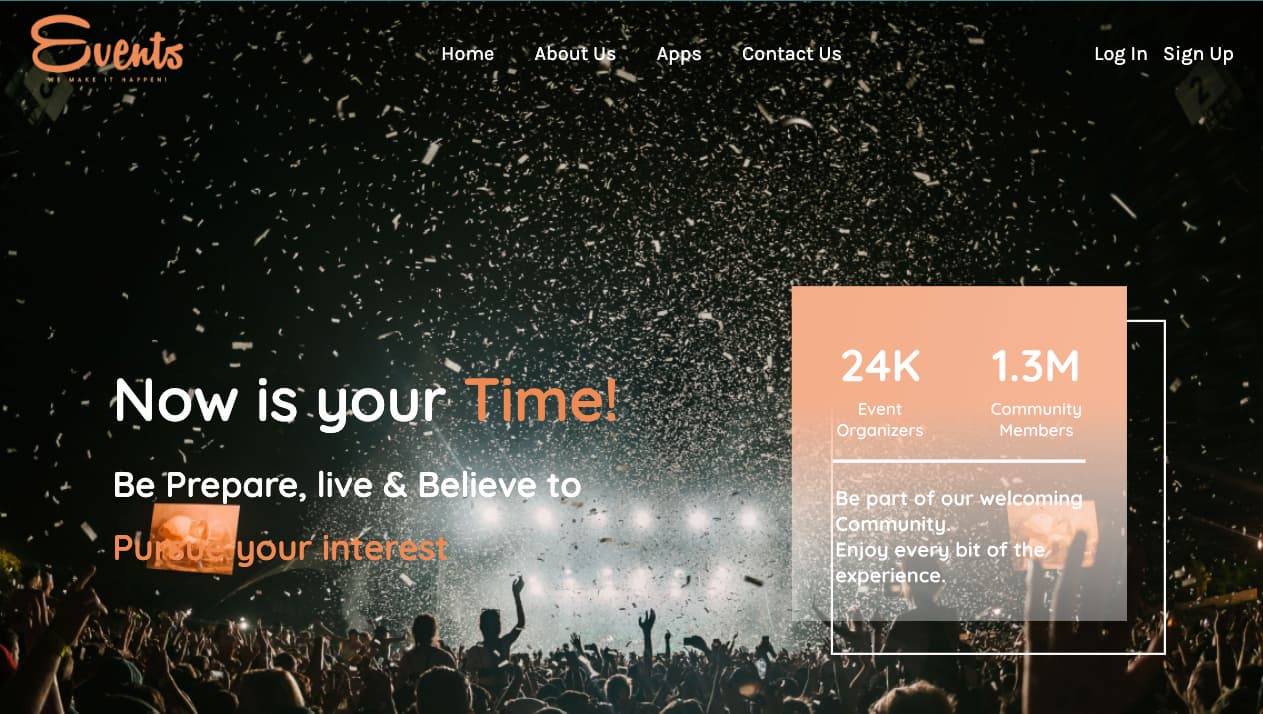 Events
WE MAKE IT HAPPEN!
Home About Us Apps Contact Us
Log In Sign Up
Now is your Time!
Be Prepare, live & Believe to
Pursue your interest
24K
Event
Organizers
1.3M
Community
Members
Be part of our welcoming
Community.
Enjoy every bit of the
experience.
2